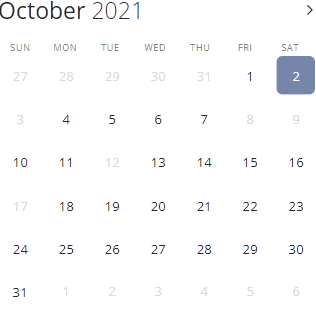 October 2021 >
SUN MON TUE WED THU FRI SAT
27 28 29 30 31 1 2
3 4 5 6 7 8 9
10 11 12 13 14 15 16
17 18 19 20 21 22 23
24 25 26 27 28 29 30
31 1 2 3 4 5 6